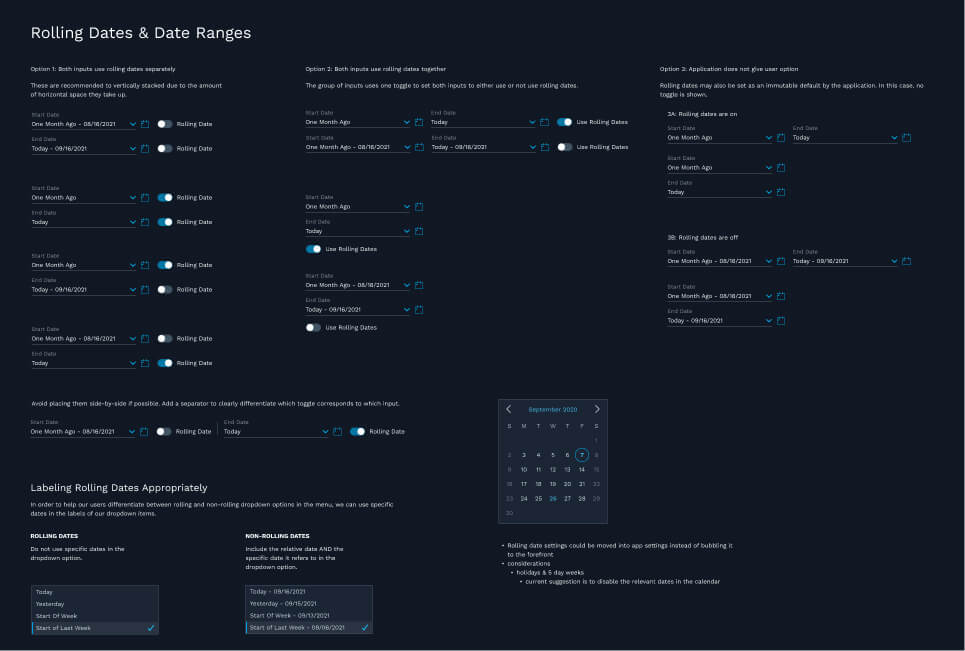 Rolling Dates & Date Ranges
Option 1: Both inputs use rolling dates separately
These are recommended to vertically stacked due to the amount
of horizontal space they take up.
Start Date
One Month Ago - 08/16/2021 Rolling Date
End Date
Today - 09/16/2021 Rolling Date
Start Date
One Month Ago Rolling Date
End Date
Today Rolling Date
Start Date
One Month Ago Rolling Date
End Date
Today - 09/16/2021 Rolling Date
Start Date
One Month Ago - 08/16/2021 Rolling Date
End Date
Today Rolling Date
Option 2: Both inputs use rolling dates together
The group of inputs uses one toggle to set both inputs to either use or not use rolling dates.
Start Date End Date
One Month Ago Today Use Rolling Dates
Start Date End Date
One Month Ago - 08/16/2021 Today - 09/16/2021 Use Rolling Dates
Start Date
One Month Ago
End Date
Today
Use Rolling Dates
Start Date
One Month Ago - 08/16/2021
End Date
Today - 09/16/2021
Use Rolling Dates
Option 3: Application does not give user option
Rolling dates may also be set as an immutable default by the application. In this case, no
toggle is shown.
3A: Rolling dates are on
Start Date End Date
One Month Ago Today
Start Date
One Month Ago
End Date
Today
3B: Rolling dates are off
Start Date End Date
One Month Ago - 08/16/2021 Today - 09/16/2021
Start Date
One Month Ago - 08/16/2021
End Date
Today - 09/16/2021
Avoid placing them side-by-side if possible. Add a separator to clearly differentiate which toggle corresponds to which input.
Start Date End Date
One Month Ago - 08/16/2021 Rolling Date Today Rolling Date
Labeling Rolling Dates Appropriately
In order to help our users differentiate between rolling and non-rolling dropdown options in the menu, we can use specific
dates in the labels of our dropdown items.
ROLLING DATES
Do not use specific dates in the
dropdown option.
Today
Yesterday
Start Of Week
Start of Last Week
NON-ROLLING DATES
Include the relative date AND the
specific date it refers to in the
dropdown option.
Today - 09/16/2021
Yesterday - 09/15/2021
Start Of Week - 09/13/2021
Start of Last Week - 09/06/2021
September 2020
S M T W T F S
1
2 3 4 5 6 7 8
9 10 11 12 13 14 15
16 17 18 19 20 21 22
23 24 25 26 27 28 29
30
• Rolling date settings could be moved into app settings instead of bubbling it
to the forefront
• considerations
• holidays & 5 day weeks
• current suggestion is to disable the relevant dates in the calendar